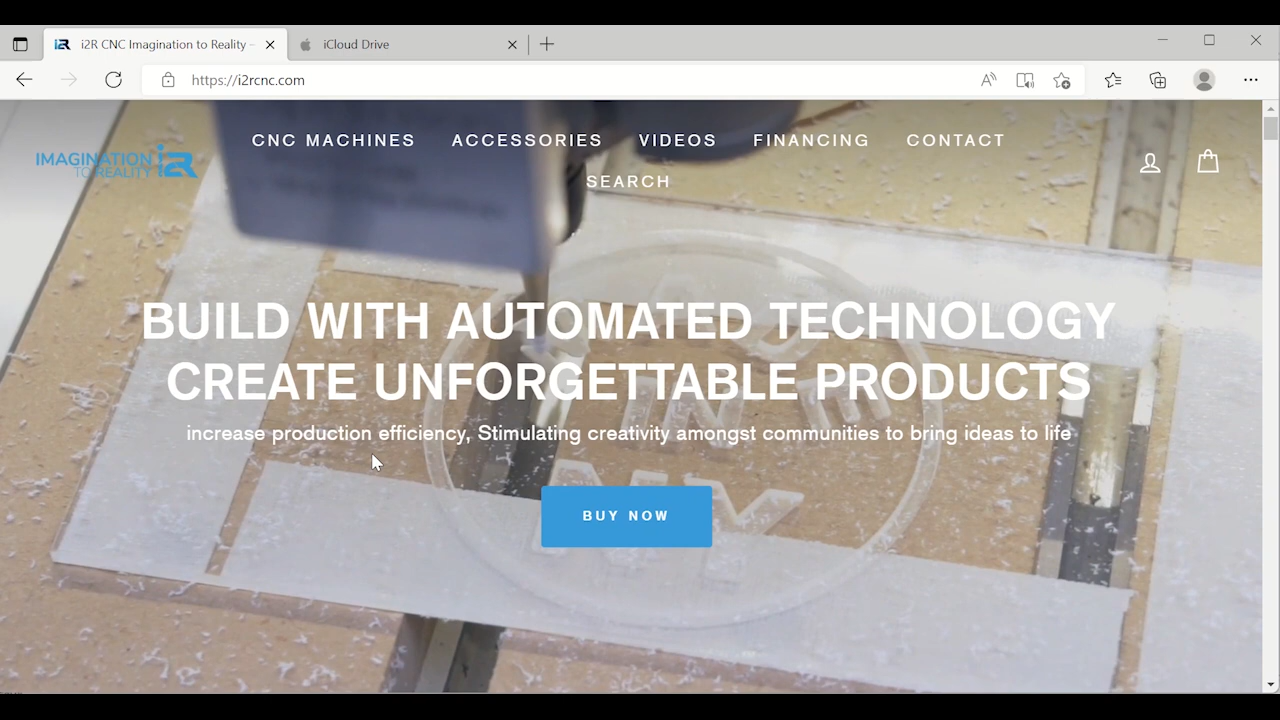 i2R CNC Imagination to Reality -
iCloud Drive
https://i2rcnc.com
IMAGINATION
TO REALITY i2R
CNC MACHINES ACCESSORIES VIDEOS FINANCING CONTACT
SEARCH
BUILD WITH AUTOMATED TECHNOLOGY
CREATE UNFORGETTABLE PRODUCTS
increase production efficiency, Stimulating creativity amongst communities to bring ideas to life
BUY NOW